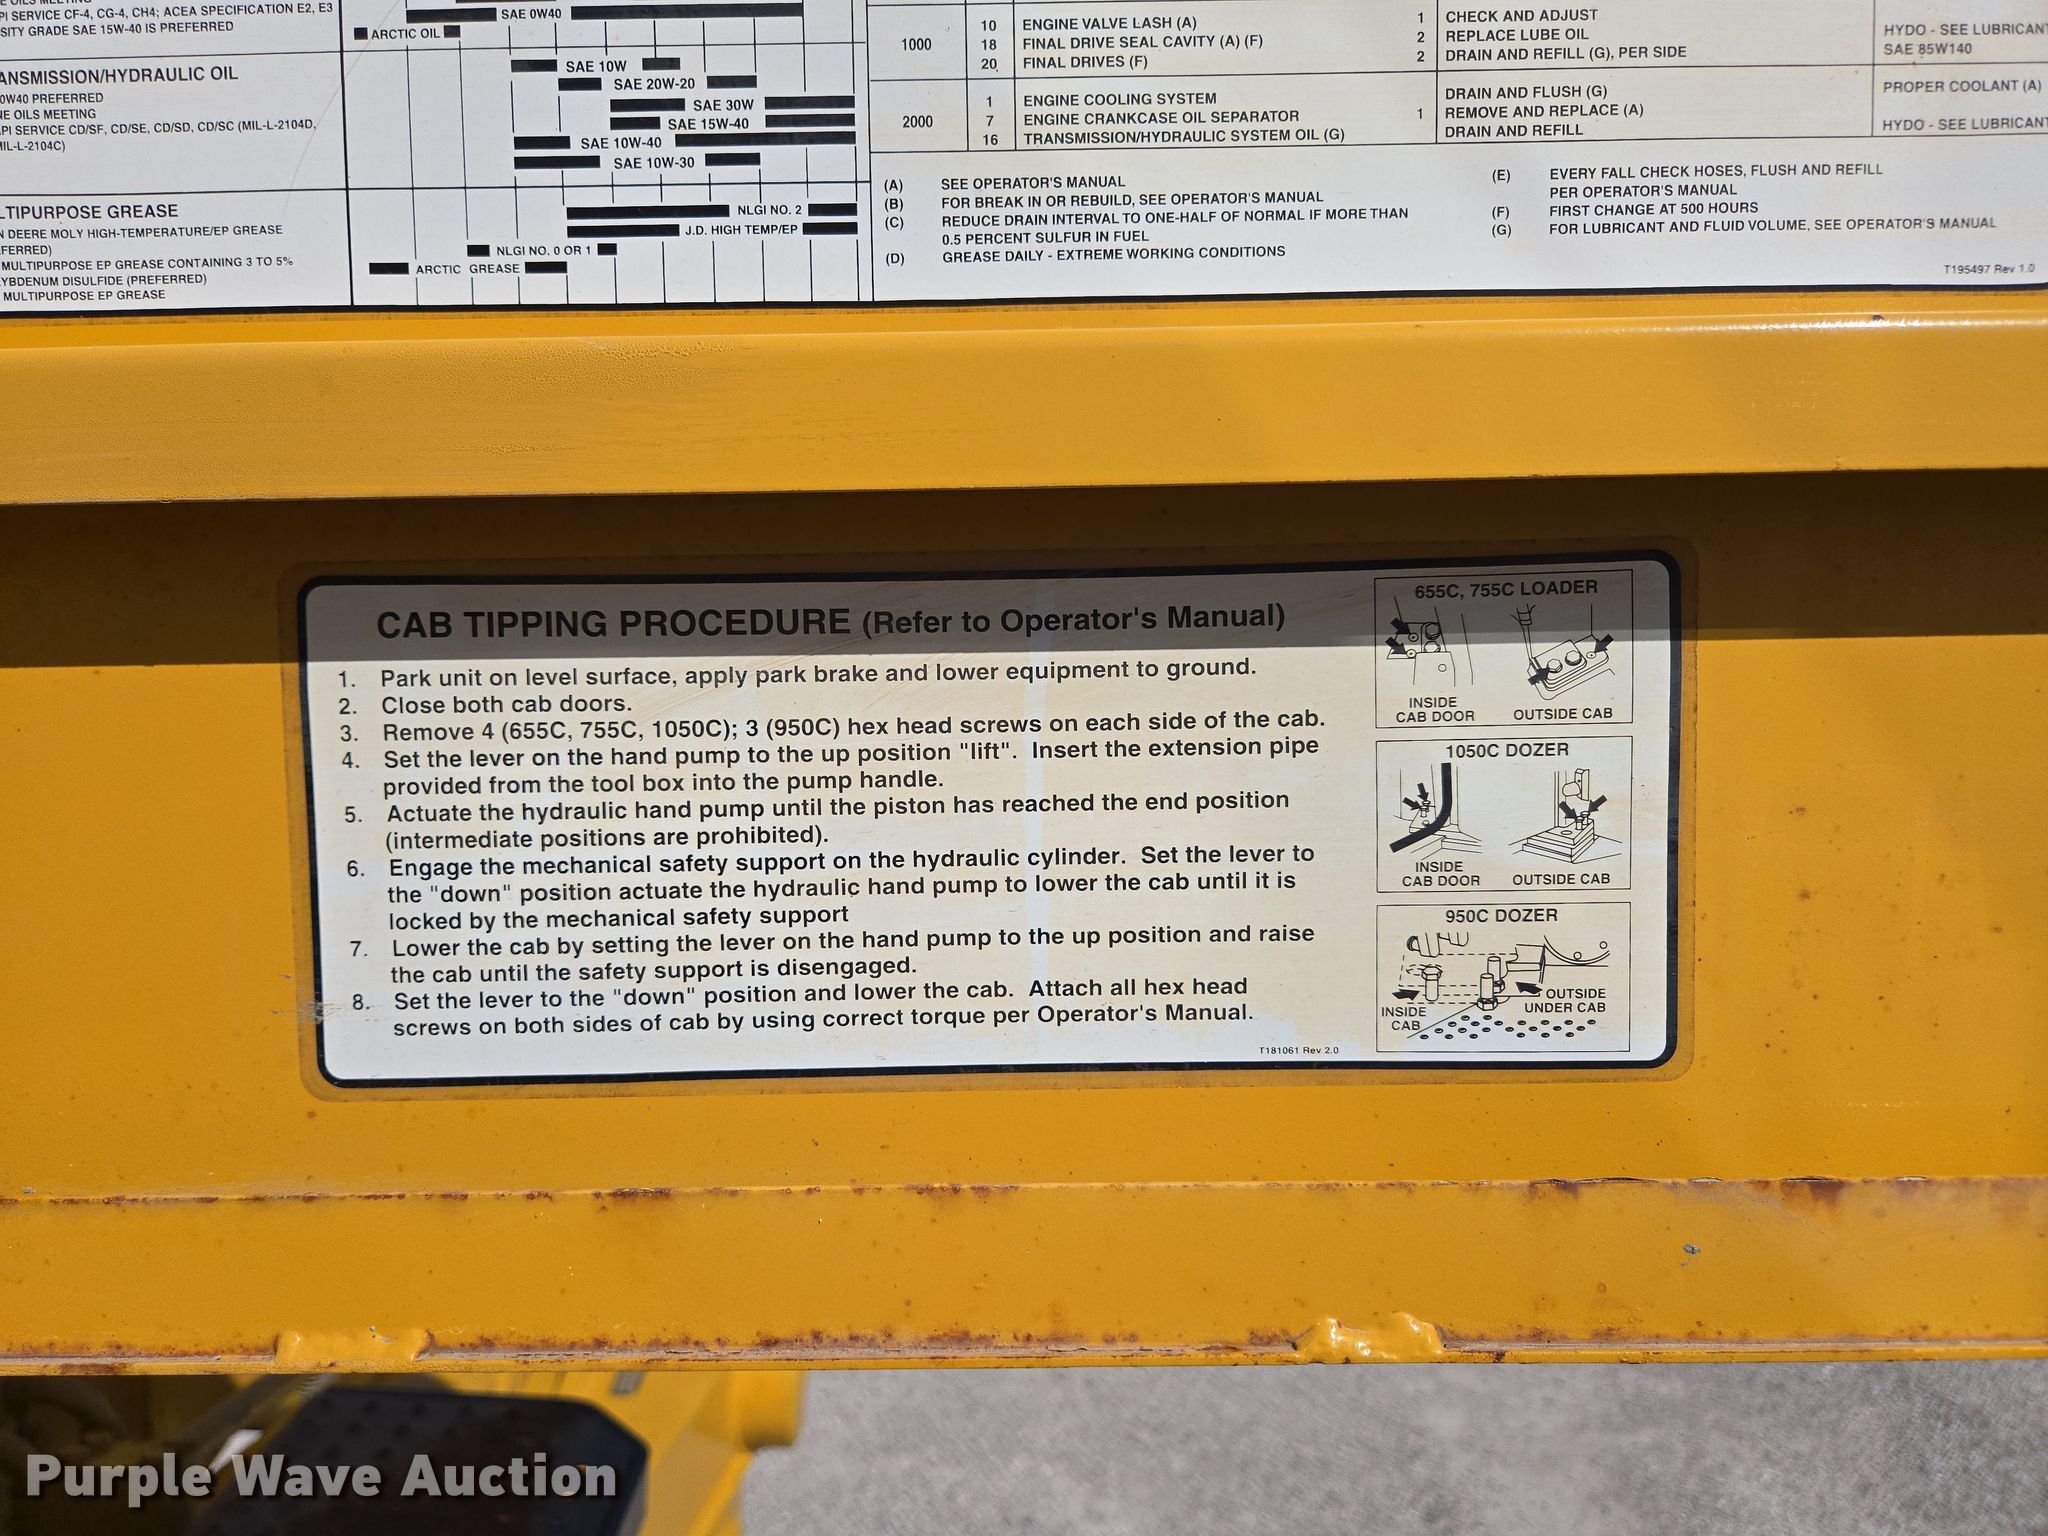 PI SERVICE CF-4, CG-4, CH4; ACEA SPECIFICATION E2, E3
SITY GRADE SAE 15W-40 IS PREFERRED
SAE 0W40
ARCTIC OIL
ANSMISSION/HYDRAULIC OIL
0W40 PREFERRED
NE OILS MEETING
PI SERVICE CD/SF, CD/SE, CD/SD, CD/SC (MIL-L-2104D,
MIL-L-2104C)
SAE 10W
SAE 20W-20
SAE 30W
SAE 15W-40
SAE 10W-40
SAE 10W-30
LTIPURPOSE GREASE
N DEERE MOLY HIGH-TEMPERATURE/EP GREASE
EFERRED)
MULTIPURPOSE EP GREASE CONTAINING 3 TO 5%
YBDENUM DISULFIDE (PREFERRED)
MULTIPURPOSE EP GREASE
NLGI NO. 2
J.D. HIGH TEMP/EP
NLGI NO. 0 OR 1
ARCTIC GREASE
1000
10 ENGINE VALVE LASH (A) 1 CHECK AND ADJUST
18 FINAL DRIVE SEAL CAVITY (A) (F) 2 REPLACE LUBE OIL HYDO - SEE LUBRICANT
20. FINAL DRIVES (F) 2 DRAIN AND REFILL (G), PER SIDE SAE 85W140
2000
1 ENGINE COOLING SYSTEM DRAIN AND FLUSH (G) PROPER COOLANT (A)
7 ENGINE CRANKCASE OIL SEPARATOR 1 REMOVE AND REPLACE (A)
16 TRANSMISSION/HYDRAULIC SYSTEM OIL (G) DRAIN AND REFILL HYDO - SEE LUBRICANT
(A) SEE OPERATOR'S MANUAL
(B) FOR BREAK IN OR REBUILD, SEE OPERATOR'S MANUAL
(C) REDUCE DRAIN INTERVAL TO ONE-HALF OF NORMAL IF MORE THAN
0.5 PERCENT SULFUR IN FUEL
(D) GREASE DAILY - EXTREME WORKING CONDITIONS
(E) EVERY FALL CHECK HOSES, FLUSH AND REFILL
PER OPERATOR'S MANUAL
(F) FIRST CHANGE AT 500 HOURS
(G) FOR LUBRICANT AND FLUID VOLUME, SEE OPERATOR'S MANUAL
T195497 Rev 1.0
CAB TIPPING PROCEDURE (Refer to Operator's Manual)
1. Park unit on level surface, apply park brake and lower equipment to ground.
2. Close both cab doors.
3. Remove 4 (655C, 755C, 1050C); 3 (950C) hex head screws on each side of the cab.
4. Set the lever on the hand pump to the up position "lift". Insert the extension pipe
provided from the tool box into the pump handle.
5. Actuate the hydraulic hand pump until the piston has reached the end position
(intermediate positions are prohibited).
6. Engage the mechanical safety support on the hydraulic cylinder. Set the lever to
the "down" position actuate the hydraulic hand pump to lower the cab until it is
locked by the mechanical safety support
7. Lower the cab by setting the lever on the hand pump to the up position and raise
the cab until the safety support is disengaged.
8. Set the lever to the "down" position and lower the cab. Attach all hex head
screws on both sides of cab by using correct torque per Operator's Manual.
T181061 Rev 2.0
655C, 755C LOADER
INSIDE
CAB DOOR
OUTSIDE CAB
1050C DOZER
INSIDE
CAB DOOR
OUTSIDE CAB
950C DOZER
INSIDE
CAB
OUTSIDE
UNDER CAB
Purple Wave Auction